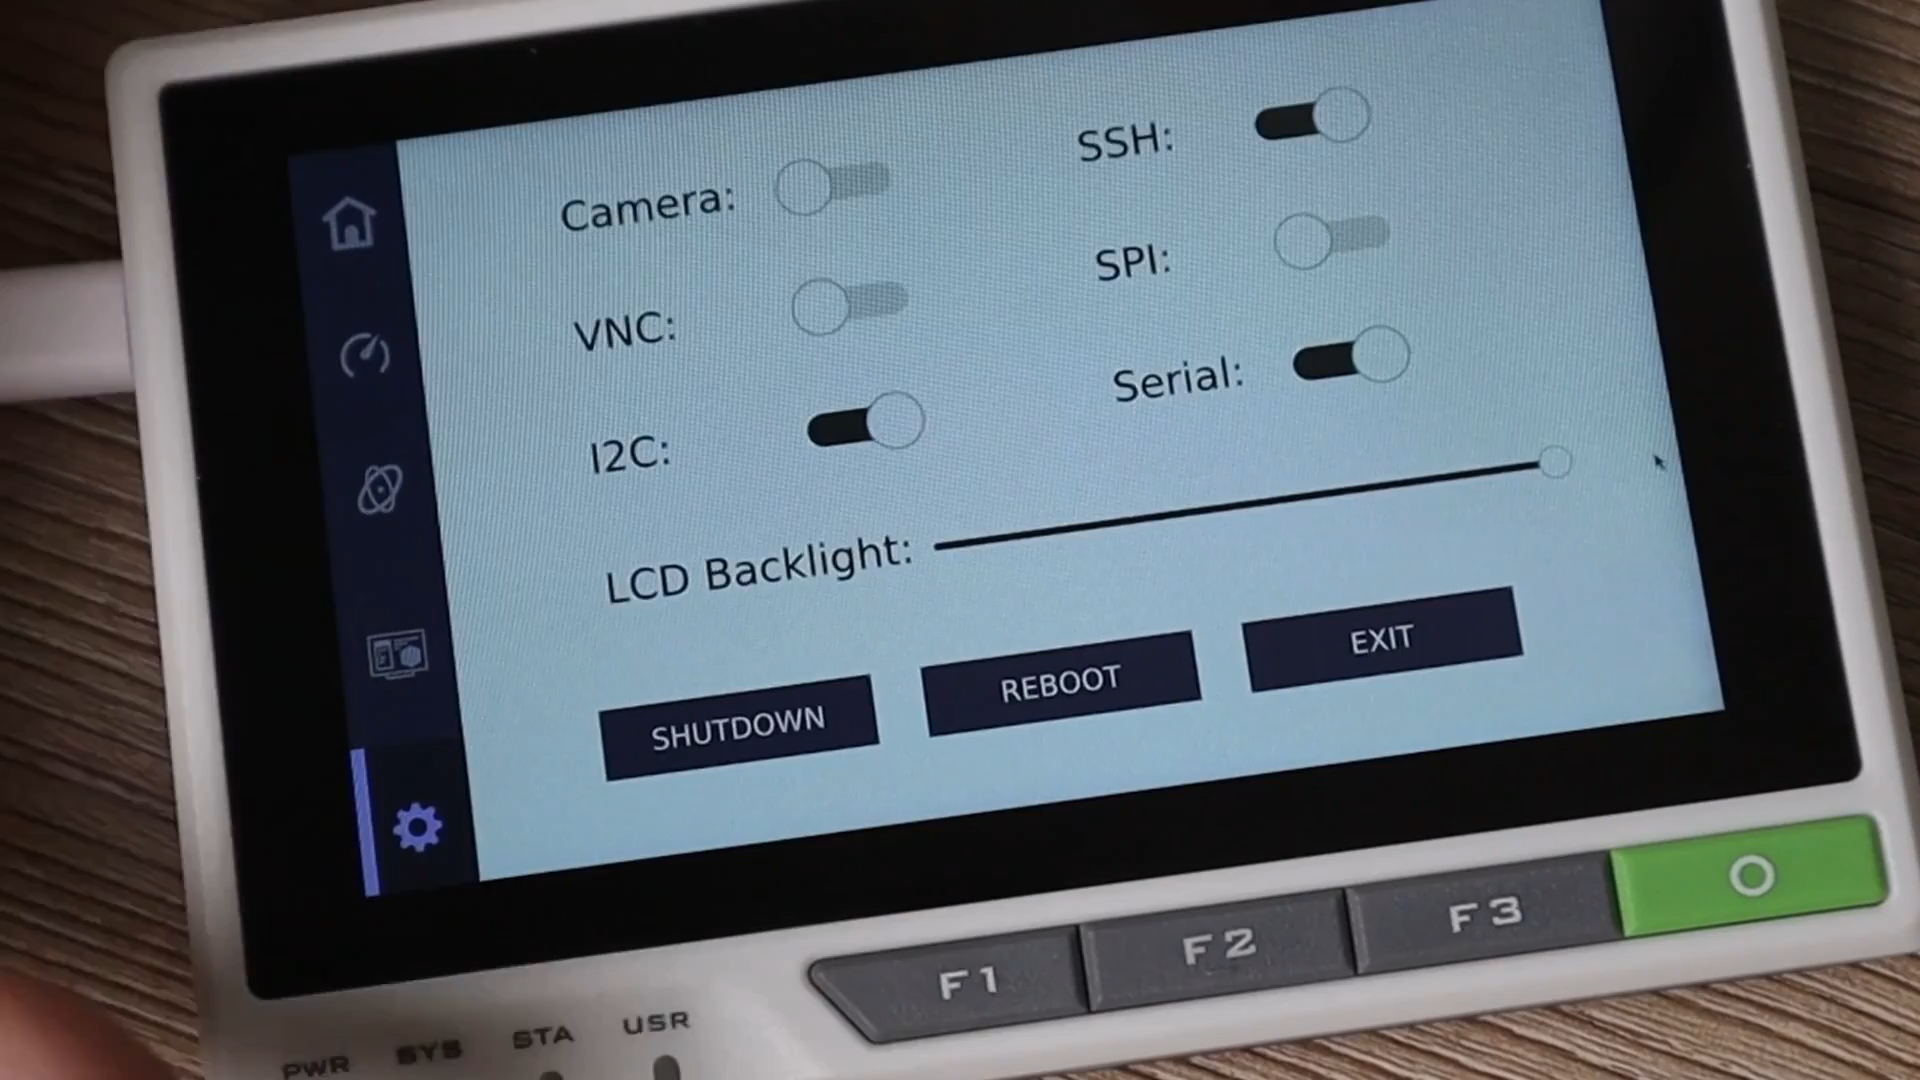 Camera:
SSH:
VNC:
SPI:
I2C:
Serial:
LCD Backlight:
SHUTDOWN
REBOOT
EXIT
F1
F2
F3
PWR
SYS
STA
USR